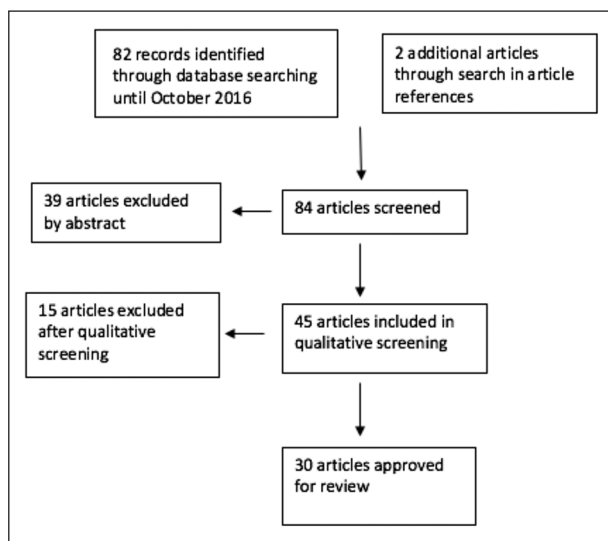 82 records identified
through database searching
until October 2016
2 additional articles
through search in article
references
39 articles excluded
by abstract
84 articles screened
15 articles excluded
after qualitative
screening
45 articles included in
qualitative screening
30 articles approved
for review